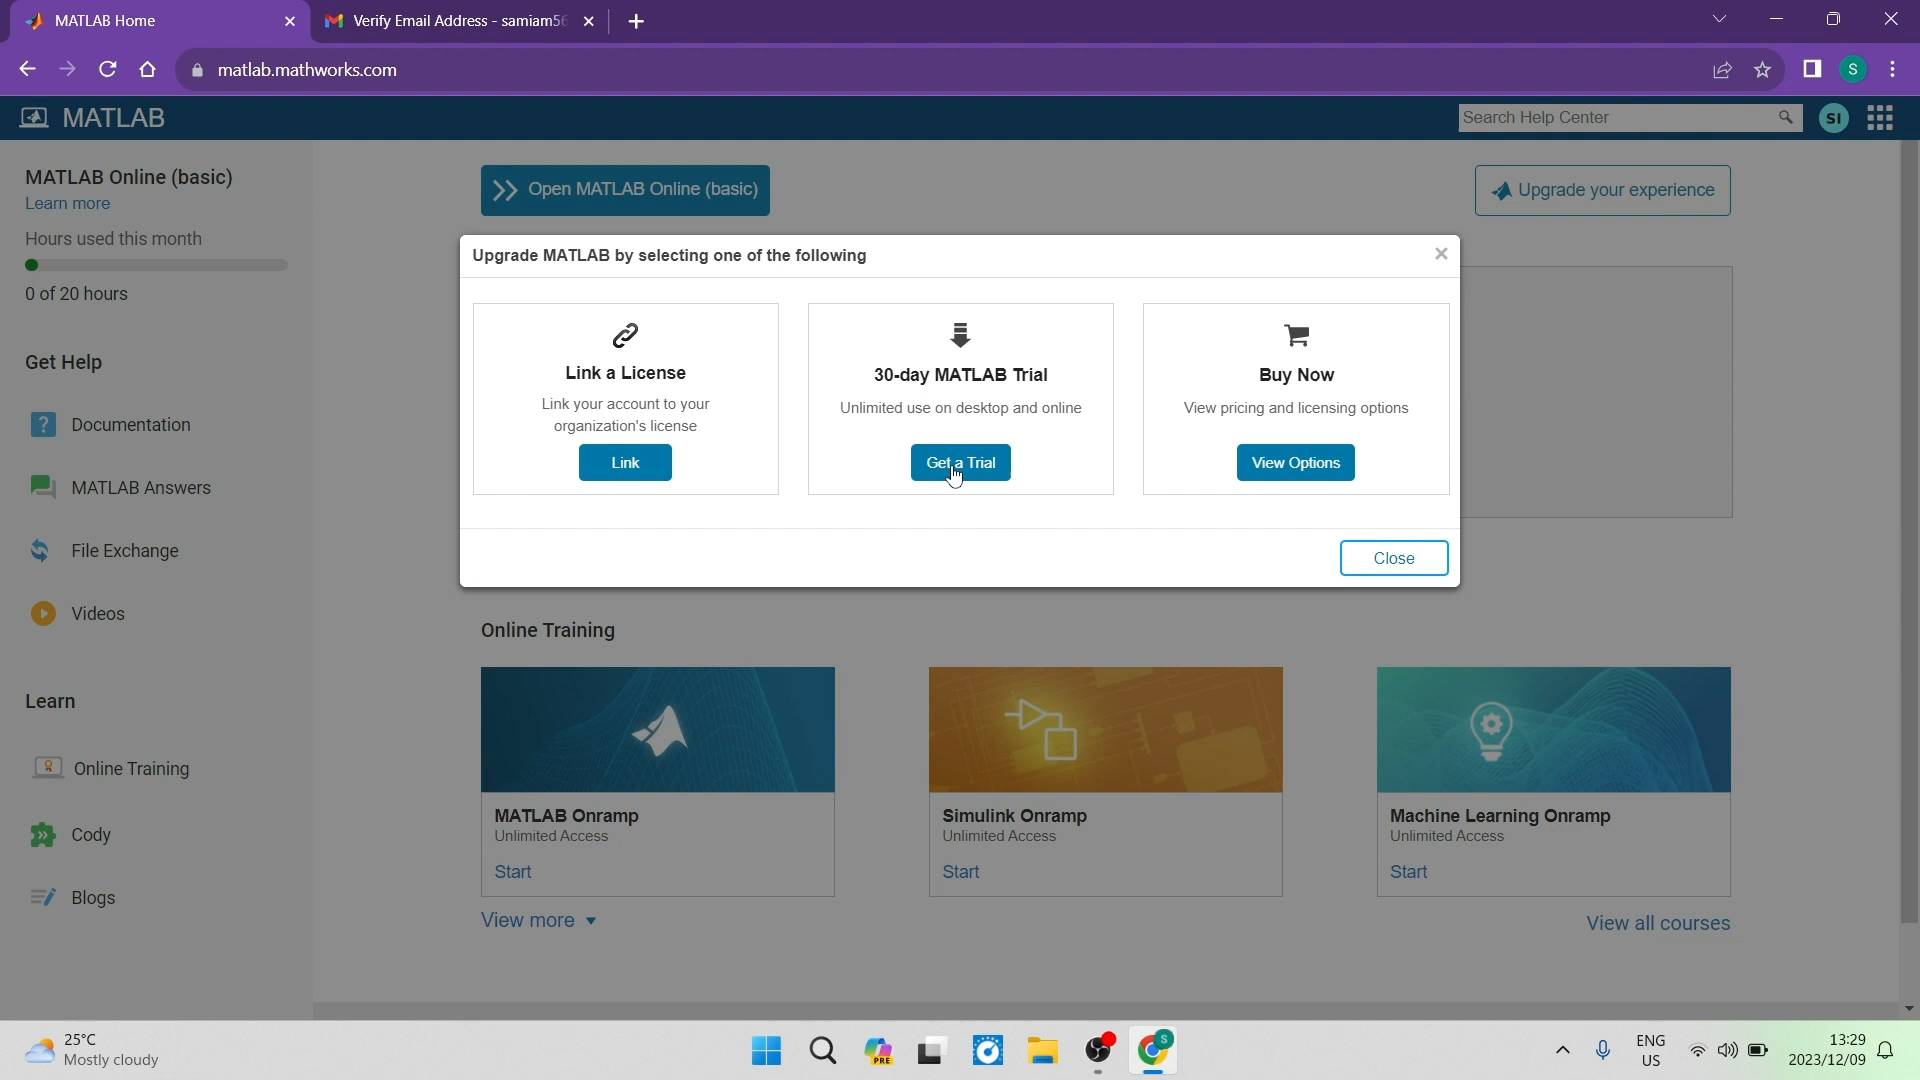 MATLAB Home
Verify Email Address - samiam56
matlab.mathworks.com
S
MATLAB
Search Help Center
SI
MATLAB Online (basic)
Learn more
Hours used this month
0 of 20 hours
Get Help
Documentation
MATLAB Answers
File Exchange
Videos
Learn
Online Training
Cody
Blogs
Open MATLAB Online (basic)
Upgrade your experience
Upgrade MATLAB by selecting one of the following
Link a License
Link your account to your
organization's license
Link
30-day MATLAB Trial
Unlimited use on desktop and online
Get a Trial
Buy Now
View pricing and licensing options
View Options
Close
Online Training
MATLAB Onramp
Unlimited Access
Start
Simulink Onramp
Unlimited Access
Start
Machine Learning Onramp
Unlimited Access
Start
View more
View all courses
25°C
Mostly cloudy
PRE
S
ENG
US
13:29
2023/12/09